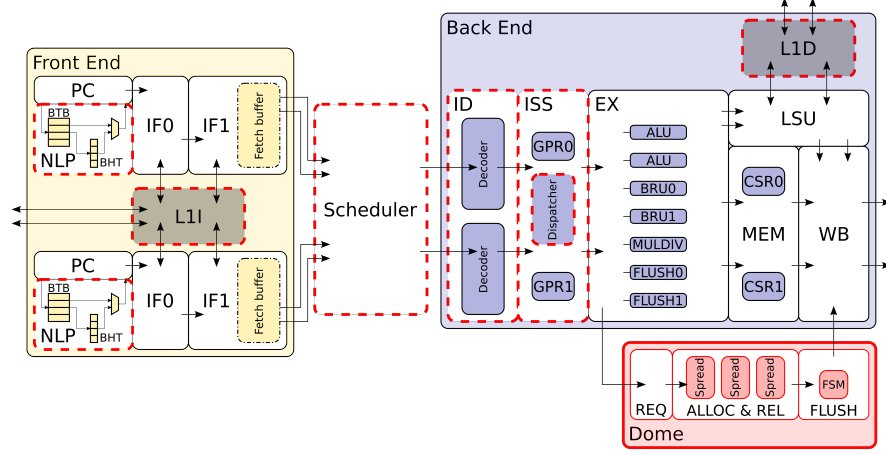 Front End
PC
BTB
NLP
BHT
IF0
IF1
Fetch buffer
L1I
PC
BTB
NLP
BHT
IF0
IF1
Fetch buffer
Scheduler
Back End
L1D
ID
Decoder
Decoder
ISS
GPR0
Dispatcher
GPR1
EX
ALU
ALU
BRU0
BRU1
MULDIV
FLUSH0
FLUSH1
LSU
CSR0
MEM
CSR1
WB
REQ
Spread
Spread
Spread
ALLOC & REL
FSM
FLUSH
Dome